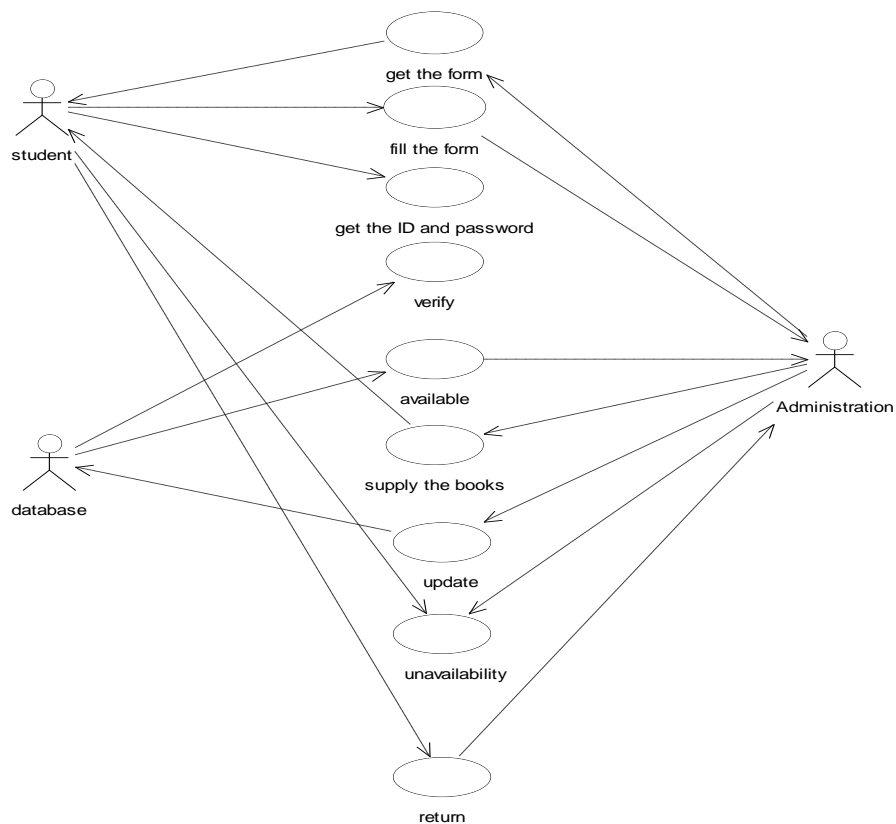 get the form
student
fill the form
get the ID and password
verify
available
Administration
supply the books
database
update
unavailability
return